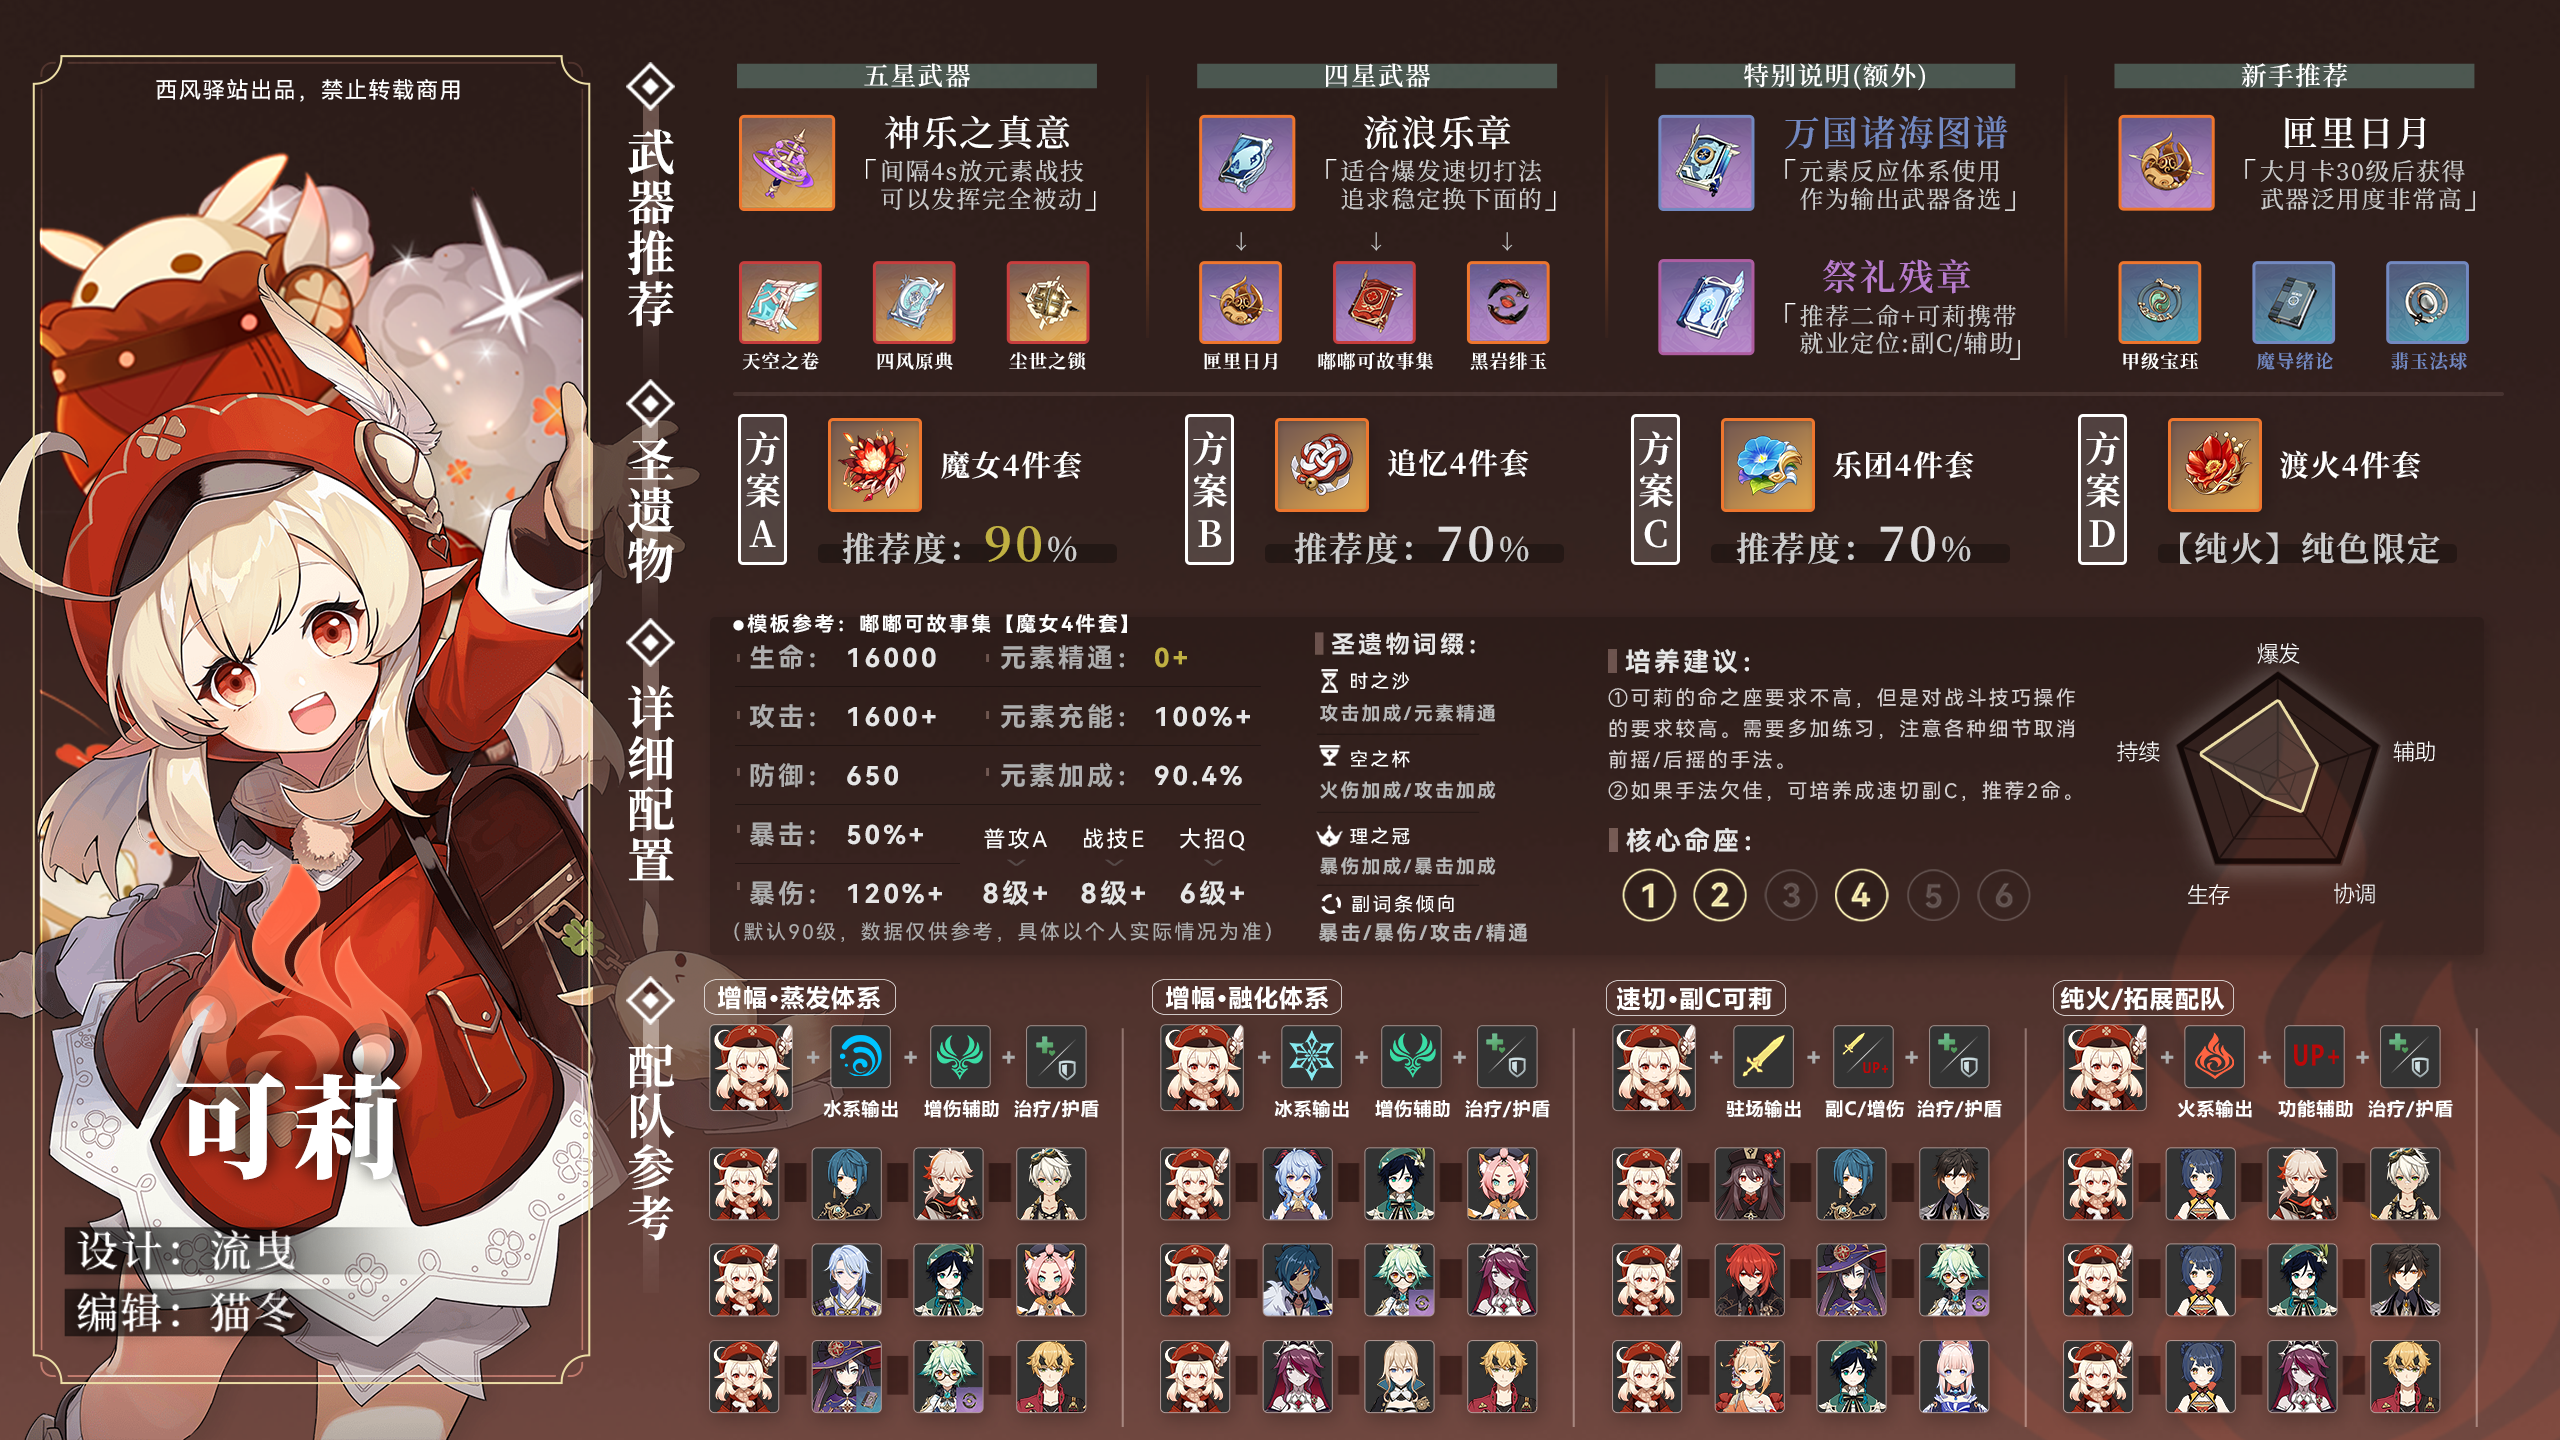 西风驿站出品，禁止转载商用
可莉
设计：流曳
编辑：猫冬
武器推荐
五星武器
神乐之真意
「间隔4s放元素战技
可以发挥完全被动」
天空之卷
四风原典
尘世之锁
四星武器
流浪乐章
「适合爆发速切打法
追求稳定换下面的」
↓ ↓ ↓
匣里日月
嘟嘟可故事集
黑岩绯玉
特别说明(额外)
万国诸海图谱
「元素反应体系使用
作为输出武器备选」
祭礼残章
「推荐二命+可莉携带
就业定位:副C/辅助」
新手推荐
匣里日月
「大月卡30级后获得
武器泛用度非常高」
甲级宝珏
魔导绪论
翡玉法球
圣遗物
方案A
魔女4件套
推荐度：90%
方案B
追忆4件套
推荐度：70%
方案C
乐团4件套
推荐度：70%
方案D
渡火4件套
【纯火】纯色限定
详细配置
●模板参考：嘟嘟可故事集【魔女4件套】
生命：16000 元素精通：0+
攻击：1600+ 元素充能：100%+
防御：650 元素加成：90.4%
暴击：50%+ 普攻A 战技E 大招Q
暴伤：120%+ 8级+ 8级+ 6级+
(默认90级，数据仅供参考，具体以个人实际情况为准)
圣遗物词缀：
时之沙
攻击加成/元素精通
空之杯
火伤加成/攻击加成
理之冠
暴伤加成/暴击加成
副词条倾向
暴击/暴伤/攻击/精通
培养建议：
①可莉的命之座要求不高，但是对战斗技巧操作
的要求较高。需要多加练习，注意各种细节取消
前摇/后摇的手法。
②如果手法欠佳，可培养成速切副C，推荐2命。
核心命座：
1 2 3 4 5 6
爆发
持续
辅助
生存
协调
配队参考
增幅·蒸发体系
+ + +
水系输出 增伤辅助 治疗/护盾
增幅·融化体系
+ + +
冰系输出 增伤辅助 治疗/护盾
速切·副C可莉
+ + UP+ +
驻场输出 副C/增伤 治疗/护盾
纯火/拓展配队
+ + UP+ +
火系输出 功能辅助 治疗/护盾